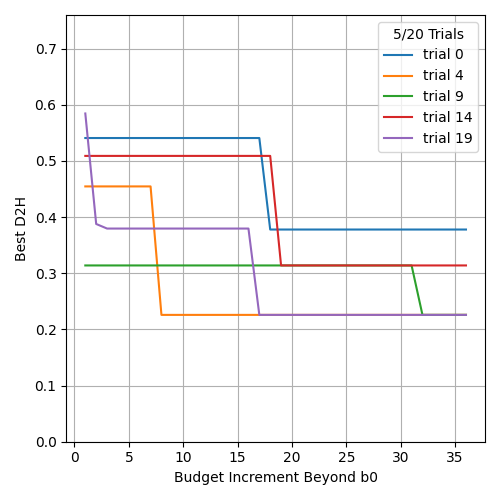 5/20 Trials
trial 0
trial 4
trial 9
trial 14
trial 19
0.7
0.6
0.5
0.4
0.3
0.2
0.1
0.0
Best D2H
0 5 10 15 20 25 30 35
Budget Increment Beyond b0